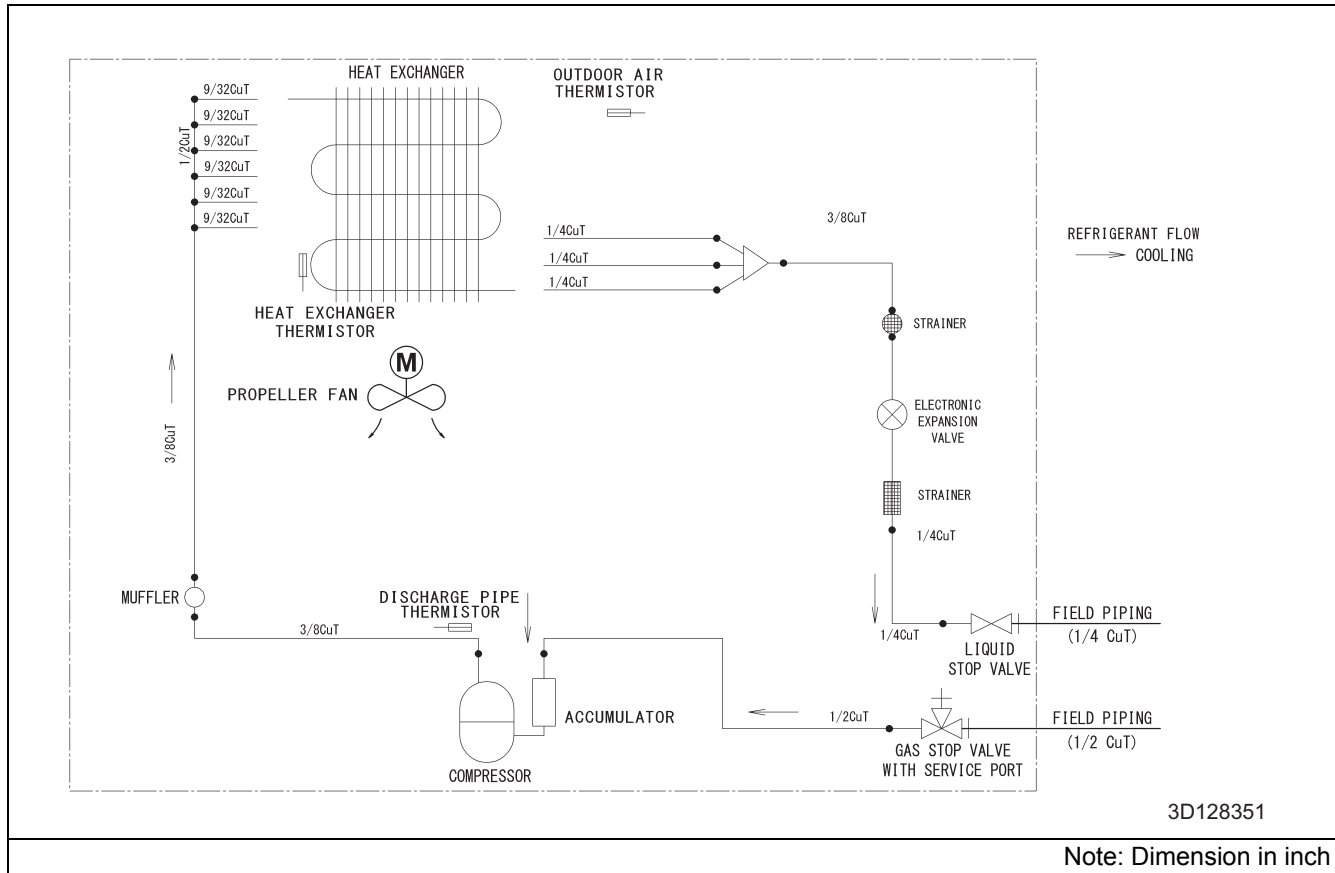 HEAT EXCHANGER
OUTDOOR AIR
THERMISTOR
9/32CuT
9/32CuT
9/32CuT
9/32CuT
9/32CuT
9/32CuT
1/2CuT
1/4CuT
1/4CuT
1/4CuT
3/8CuT
REFRIGERANT FLOW
COOLING
HEAT EXCHANGER
THERMISTOR
STRAINER
M
PROPELLER FAN
ELECTRONIC
EXPANSION
VALVE
3/8CuT
STRAINER
1/4CuT
MUFFLER
DISCHARGE PIPE
THERMISTOR
3/8CuT
1/4CuT
LIQUID
STOP VALVE
FIELD PIPING
(1/4 CuT)
ACCUMULATOR
COMPRESSOR
1/2CuT
GAS STOP VALVE
WITH SERVICE PORT
FIELD PIPING
(1/2 CuT)
3D128351
Note: Dimension in inch